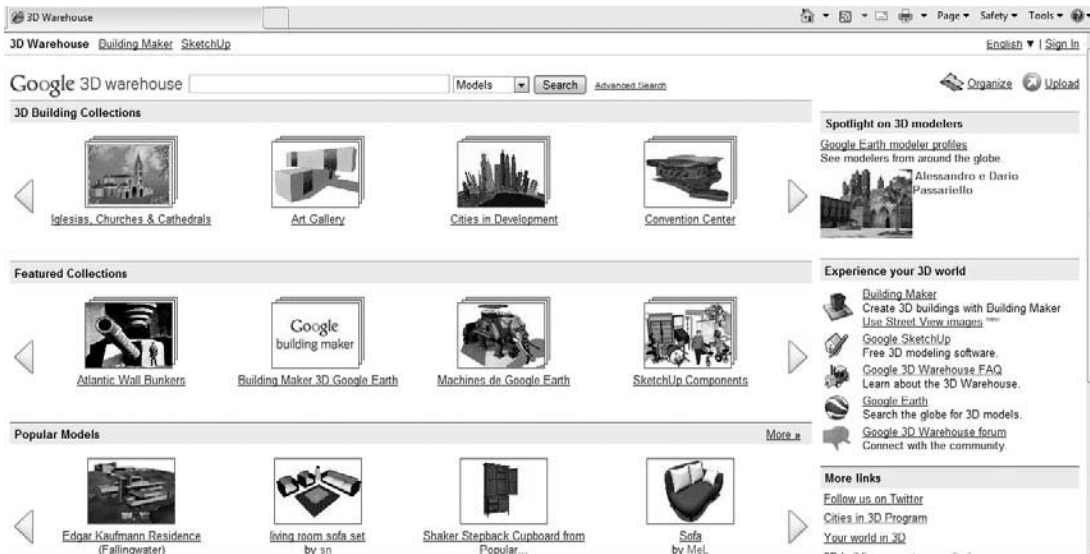 3D Warehouse
Page Safety Tools
3D Warehouse Building Maker SketchUp
English ▼ | Sign In
Google 3D warehouse
Models
Search
Advanced Search
Organize
Upload
3D Building Collections
Iglesias, Churches & Cathedrals
Art Gallery
Cities in Development
Convention Center
Featured Collections
Atlantic Wall Bunkers
Google
building maker
Building Maker 3D Google Earth
Machines de Google Earth
SketchUp Components
Popular Models
More »
Edgar Kaufmann Residence
(Fallingwater)
living room sofa set
by sn
Shaker Stepback Cupboard from
Popular...
Sofa
by MeL
Spotlight on 3D modelers
Google Earth modeler profiles
See modelers from around the globe.
Alessandro e Dario
Passariello
Experience your 3D world
Building Maker
Create 3D buildings with Building Maker
Use Street View images New!
Google SketchUp
Free 3D modeling software.
Google 3D Warehouse FAQ
Learn about the 3D Warehouse.
Google Earth
Search the globe for 3D models.
Google 3D Warehouse forum
Connect with the community.
More links
Follow us on Twitter
Cities in 3D Program
Your world in 3D